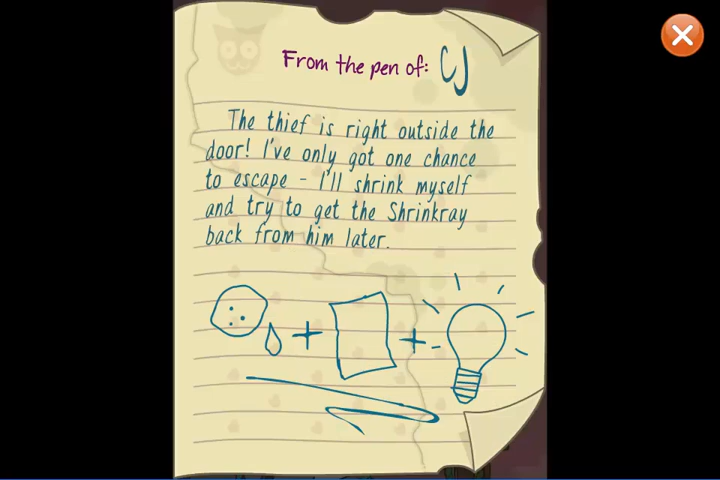 From the pen of: CJ
The thief is right outside the
door! I've only got one chance
to escape - I'll shrink myself
and try to get the Shrinkray
back from him later.